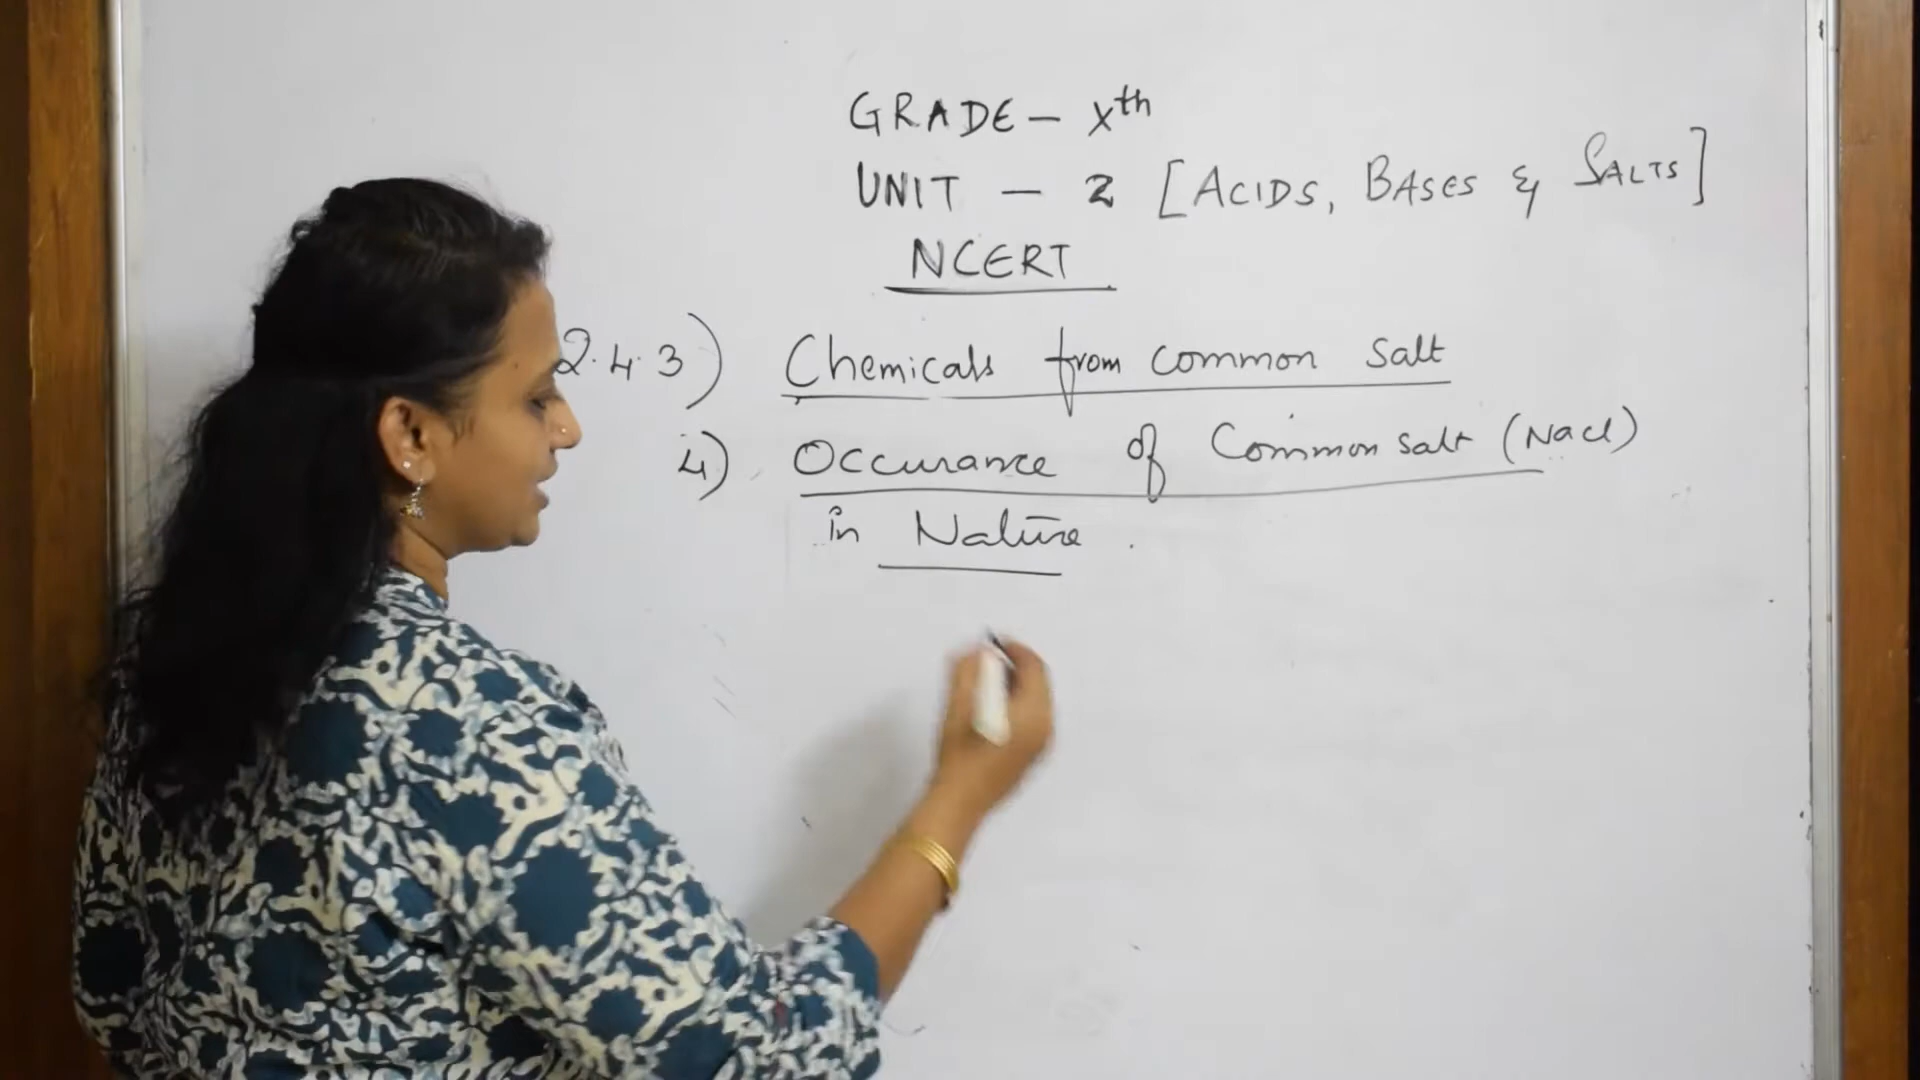 GRADE - Xth
UNIT - 2 [ACIDS, BASES & SALTS]
NCERT
2.4.3) Chemicals from common salt
i) Occurance of Common salt (NaCl)
in Nature.